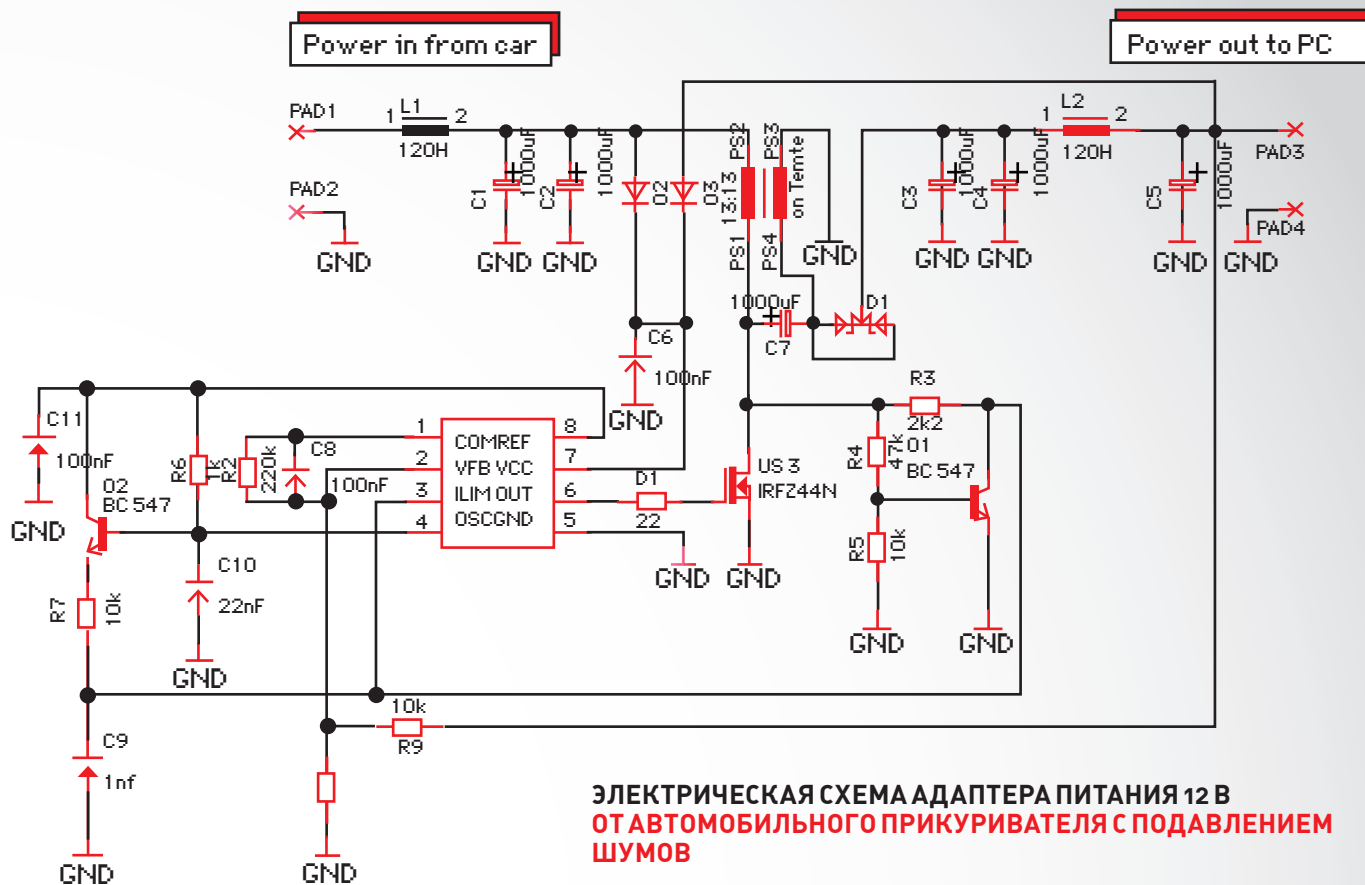 Power in from car
Power out to PC
PAD1
1 L1 2
120H
PAD2
GND
C1
1000uF
GND
C2
1000uF
GND
O2
O3
PS2
13:13
PS1
PS3
on Temte
PS4
GND
C3
1000uF
GND
C4
1000uF
GND
1 L2 2
120H
C5
1000uF
GND
PAD3
PAD4
GND
1000uF
C7
D1
C6
100nF
GND
C11
100nF
GND
O2
BC 547
R6
1k
R2
220k
C8
100nF
1 COMREF 8
2 VFB VCC 7
3 ILIM OUT 6
4 OSCGND 5
D1
22
GND
US 3
IRFZ44N
GND
R3
2k2
R4
47k
O1
BC 547
R5
10k
GND
GND
C10
22nF
GND
R7
10k
10k
R9
C9
1nf
GND
GND
ЭЛЕКТРИЧЕСКАЯ СХЕМА АДАПТЕРА ПИТАНИЯ 12 В
ОТ АВТОМОБИЛЬНОГО ПРИКУРИВАТЕЛЯ С ПОДАВЛЕНИЕМ
ШУМОВ